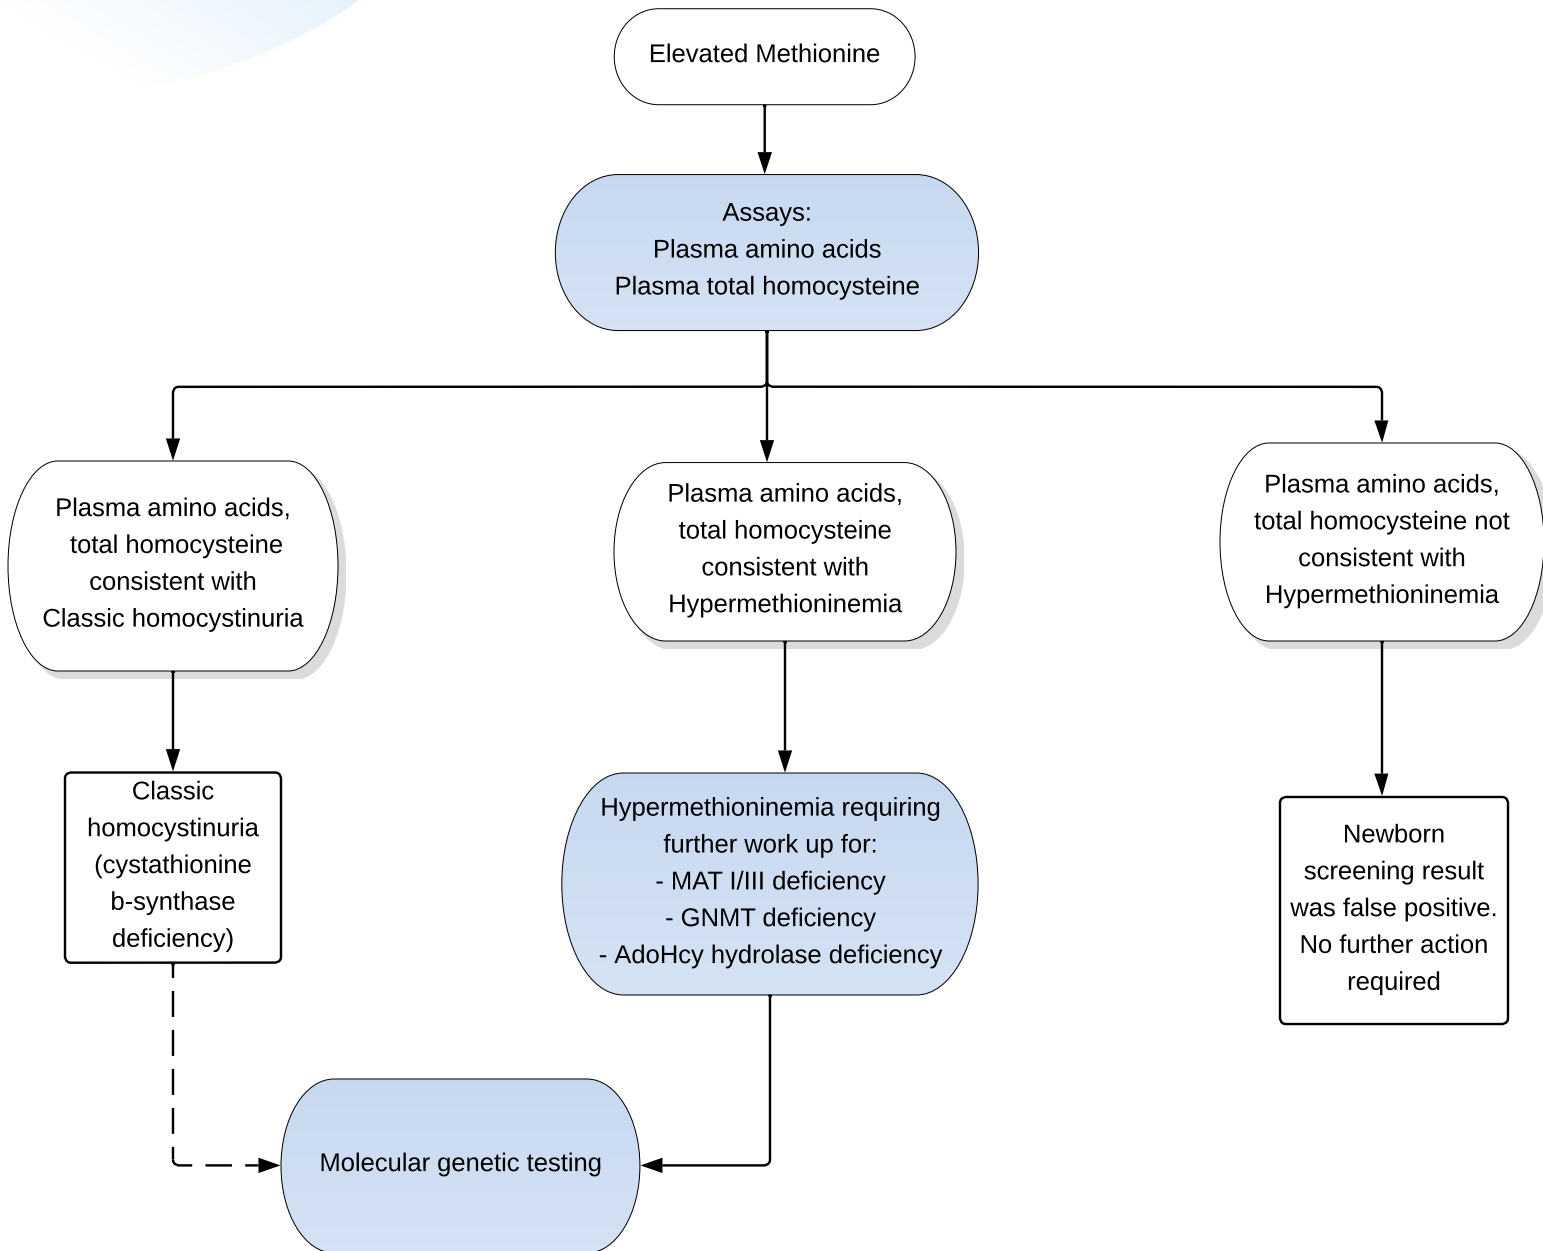 Elevated Methionine
Assays:
Plasma amino acids
Plasma total homocysteine
Plasma amino acids,
total homocysteine
consistent with
Classic homocystinuria
Plasma amino acids,
total homocysteine
consistent with
Hypermethioninemia
Plasma amino acids,
total homocysteine not
consistent with
Hypermethioninemia
Classic
homocystinuria
(cystathionine
b-synthase
deficiency)
Hypermethioninemia requiring
further work up for:
- MAT I/III deficiency
- GNMT deficiency
- AdoHcy hydrolase deficiency
Newborn
screening result
was false positive.
No further action
required
Molecular genetic testing